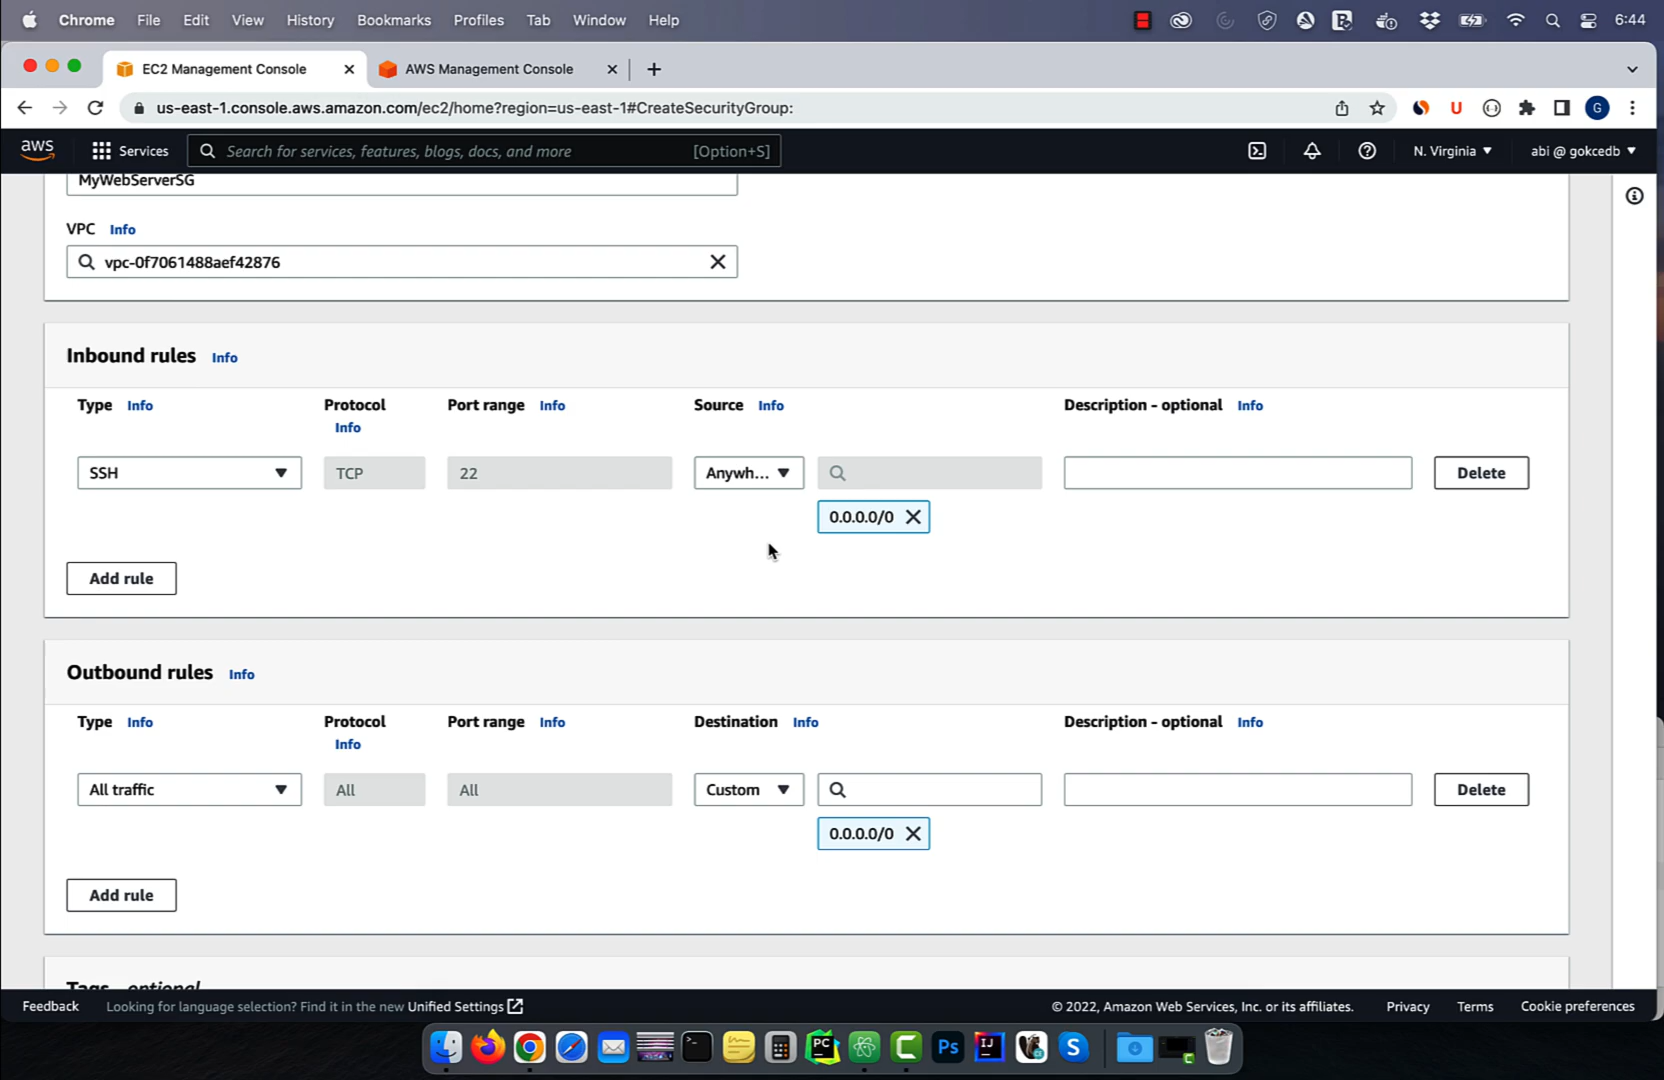 Chrome File Edit View History Bookmarks Profiles Tab Window Help 6:44
EC2 Management Console AWS Management Console
us-east-1.console.aws.amazon.com/ec2/home?region=us-east-1#CreateSecurityGroup: U G
aws Services Search for services, features, blogs, docs, and more [Option+S] N. Virginia abi @ gokcedb
MyWebServerSG
VPC Info
vpc-0f7061488aef42876
Inbound rules Info
Type Info Protocol Port range Info Source Info Description - optional Info
Info
SSH TCP 22 Anywh... Delete
0.0.0.0/0
Add rule
Outbound rules Info
Type Info Protocol Port range Info Destination Info Description - optional Info
Info
All traffic All All Custom Delete
0.0.0.0/0
Add rule
Tags - optional
Feedback Looking for language selection? Find it in the new Unified Settings © 2022, Amazon Web Services, Inc. or its affiliates. Privacy Terms Cookie preferences
PC Ps IJ S